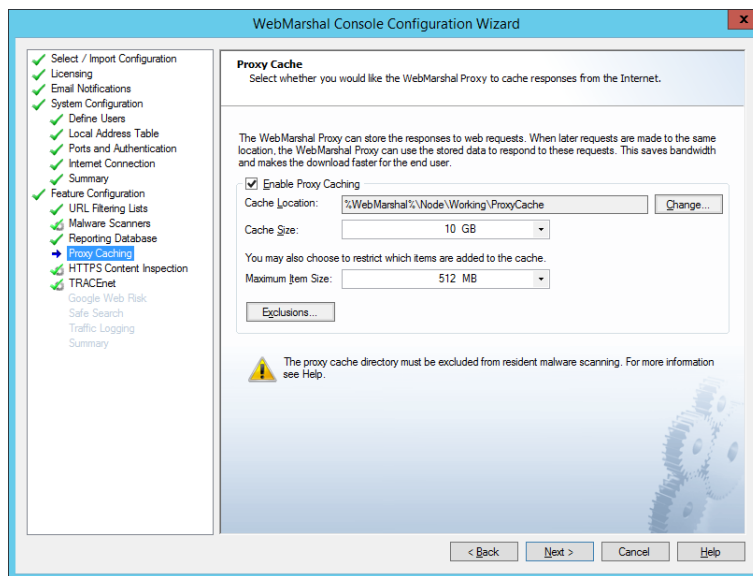 WebMarshal Console Configuration Wizard
x
Select / Import Configuration
Licensing
Email Notifications
System Configuration
Define Users
Local Address Table
Ports and Authentication
Internet Connection
Summary
Feature Configuration
URL Filtering Lists
Malware Scanners
Reporting Database
Proxy Caching
HTTPS Content Inspection
TRACEnet
Google Web Risk
Safe Search
Traffic Logging
Summary
Proxy Cache
Select whether you would like the WebMarshal Proxy to cache responses from the Internet.
The WebMarshal Proxy can store the responses to web requests. When later requests are made to the same
location, the WebMarshal Proxy can use the stored data to respond to these requests. This saves bandwidth
and makes the download faster for the end user.
Enable Proxy Caching
Cache Location: %WebMarshal%\Node\Working\ProxyCache Change...
Cache Size: 10 GB
You may also choose to restrict which items are added to the cache.
Maximum Item Size: 512 MB
Exclusions...
The proxy cache directory must be excluded from resident malware scanning. For more information
see Help.
< Back Next > Cancel Help